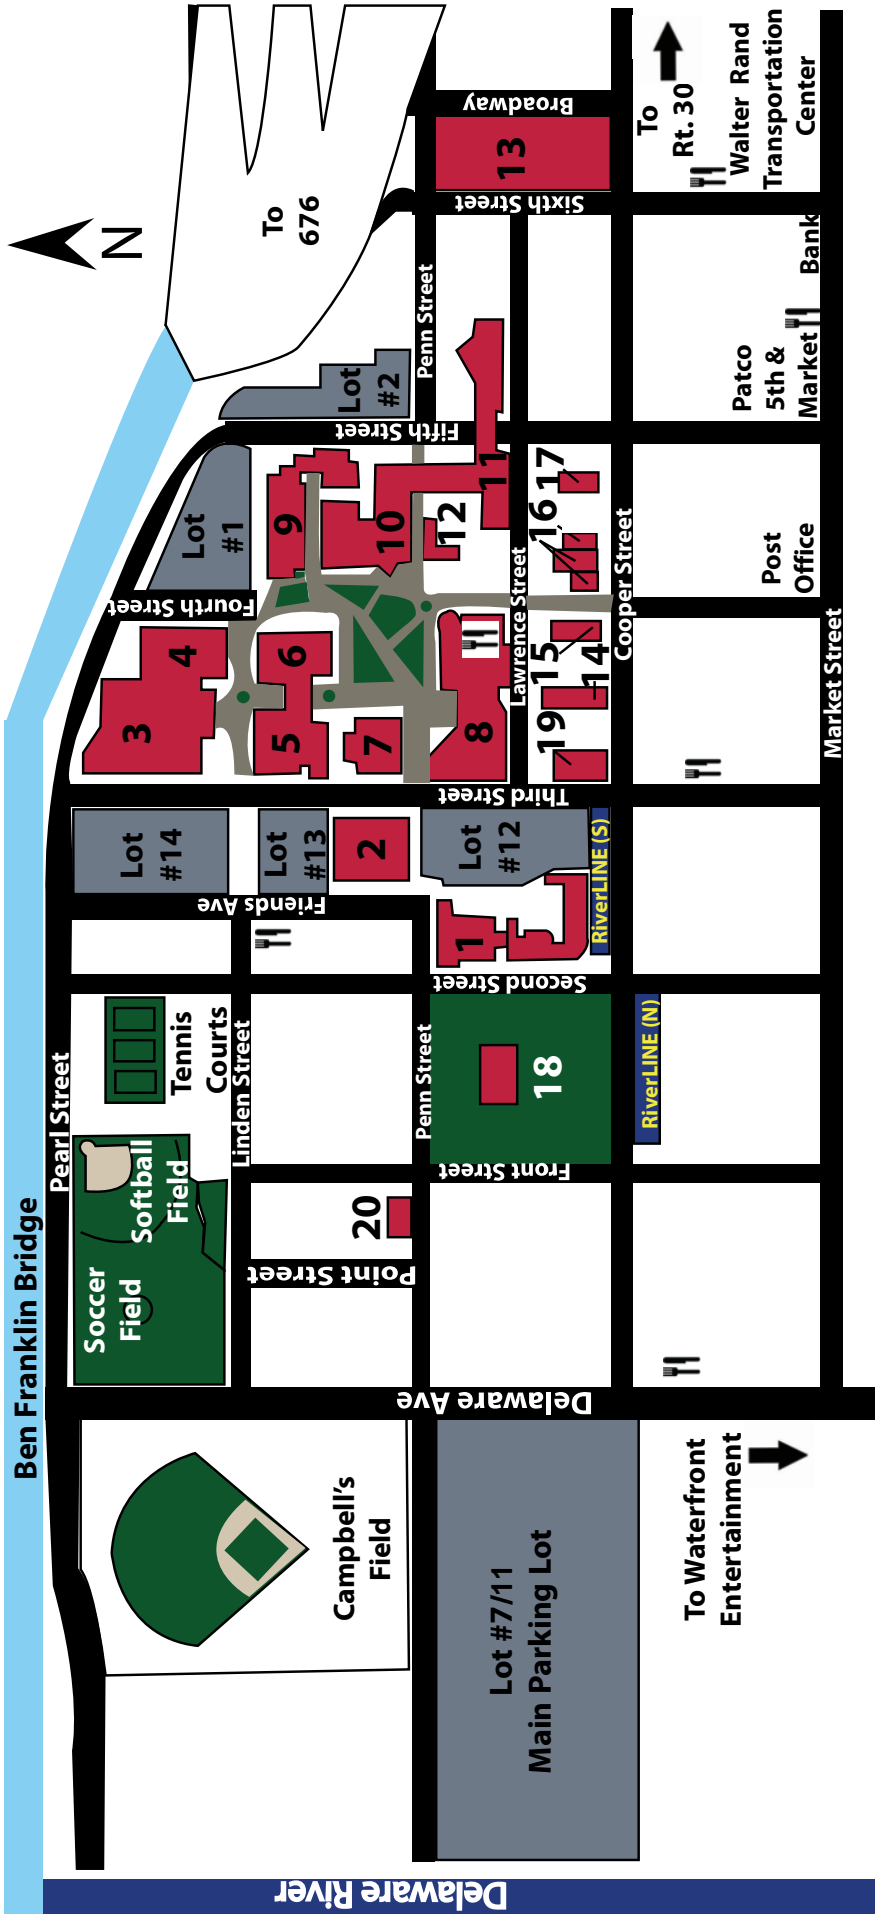 Ben Franklin Bridge
Delaware River
N
To
676
To
Rt. 30
Walter Rand
Transportation
Center
Broadway
13
Sixth Street
Penn Street
Bank
Patco
5th &
Market
Lot
#2
Fifth Street
Lot
#1
Fourth Street
9
10
11
12
17
16
Post
Office
Lawrence Street
Cooper Street
Market Street
4
3
6
5
7
8
15
14
19
Third Street
Lot
#14
Lot
#13
2
Lot
#12
RiverLINE (S)
Friends Ave
1
Second Street
Pearl Street
Tennis
Courts
Linden Street
Penn Street
18
RiverLINE (N)
Front Street
Softball
Field
Soccer
Field
20
Point Street
Delaware Ave
Campbell's
Field
Lot #7/11
Main Parking Lot
To Waterfront
Entertainment